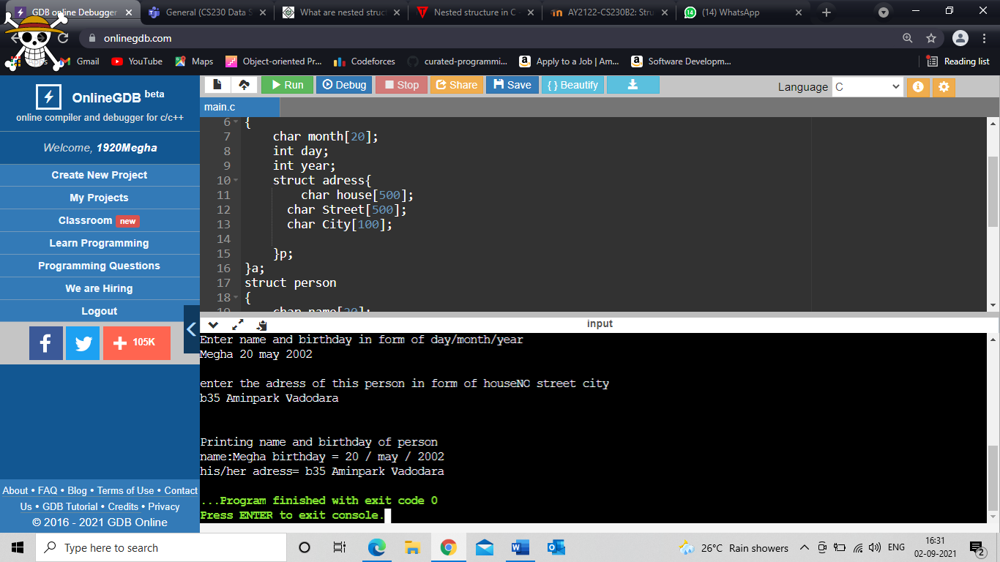 GDB online Debugger
General (CS230 Data S
What are nested struct
Nested structure in C -
AY2122-CS230B2: Stru
(14) WhatsApp
onlinegdb.com
Apps
Gmail
YouTube
Maps
Object-oriented Pr...
Codeforces
curated-programmi...
Apply to a Job | Am...
Software Developm...
Reading list
OnlineGDB beta
online compiler and debugger for c/c++
Welcome, 1920Megha
Create New Project
My Projects
Classroom new
Learn Programming
Programming Questions
We are Hiring
Logout
105K
About • FAQ • Blog • Terms of Use • Contact
Us • GDB Tutorial • Credits • Privacy
© 2016 - 2021 GDB Online
Run
Debug
Stop
Share
Save
{ } Beautify
Language C
main.c
6 {
7 char month[20];
8 int day;
9 int year;
10 struct adress{
11 char house[500];
12 char Street[500];
13 char City[100];
14
15 }p;
16 }a;
17 struct person
18 {
19 char name[20];
input
Enter name and birthday in form of day/month/year
Megha 20 may 2002
enter the adress of this person in form of houseNC street city
b35 Aminpark Vadodara
Printing name and birthday of person
name:Megha birthday = 20 / may / 2002
his/her adress= b35 Aminpark Vadodara
...Program finished with exit code 0
Press ENTER to exit console.
Type here to search
26°C Rain showers
ENG
16:31
02-09-2021
2